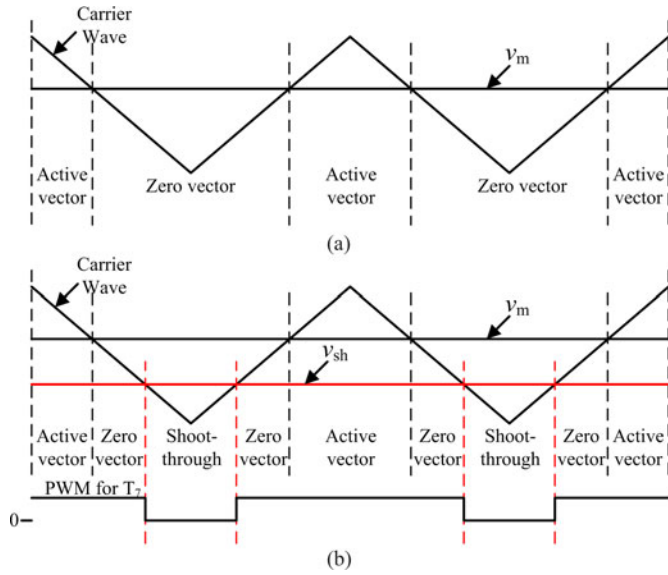 Carrier
Wave
v_m
Active
vector
Zero vector
Active
vector
Zero vector
Active
vector
(a)
Carrier
Wave
v_m
v_sh
Active
vector
Zero
vector
Shoot-
through
Zero
vector
Active
vector
Zero
vector
Shoot-
through
Zero
vector
Active
vector
PWM for T_7
0
(b)